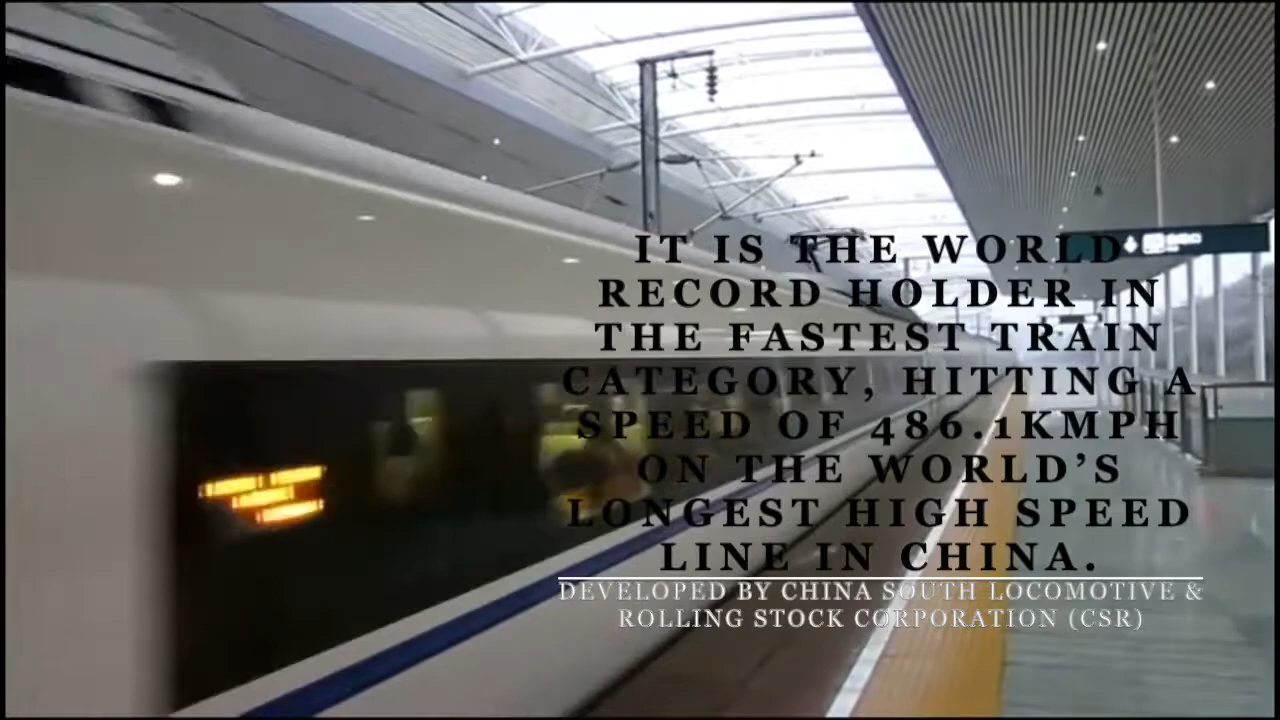 IT IS THE WORLD
RECORD HOLDER IN
THE FASTEST TRAIN
CATEGORY, HITTING A
SPEED OF 486.1KMPH
ON THE WORLD'S
LONGEST HIGH SPEED
LINE IN CHINA.
DEVELOPED BY CHINA SOUTH LOCOMOTIVE &
ROLLING STOCK CORPORATION (CSR)